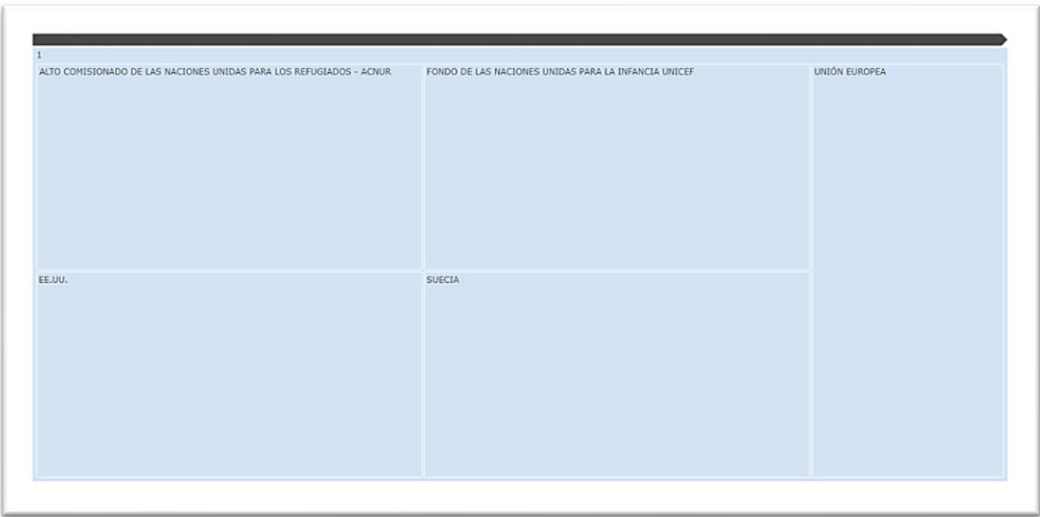 1
ALTO COMISIONADO DE LAS NACIONES UNIDAS PARA LOS REFUGIADOS - ACNUR
FONDO DE LAS NACIONES UNIDAS PARA LA INFANCIA UNICEF
UNIÓN EUROPEA
EE.UU.
SUECIA